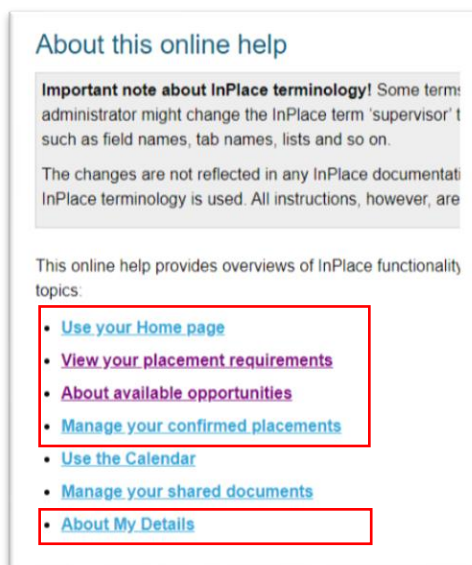 About this online help
Important note about InPlace terminology! Some terms
administrator might change the InPlace term 'supervisor' t
such as field names, tab names, lists and so on.
The changes are not reflected in any InPlace documentati
InPlace terminology is used. All instructions, however, are
This online help provides overviews of InPlace functionality
topics:
• Use your Home page
• View your placement requirements
• About available opportunities
• Manage your confirmed placements
• Use the Calendar
• Manage your shared documents
• About My Details